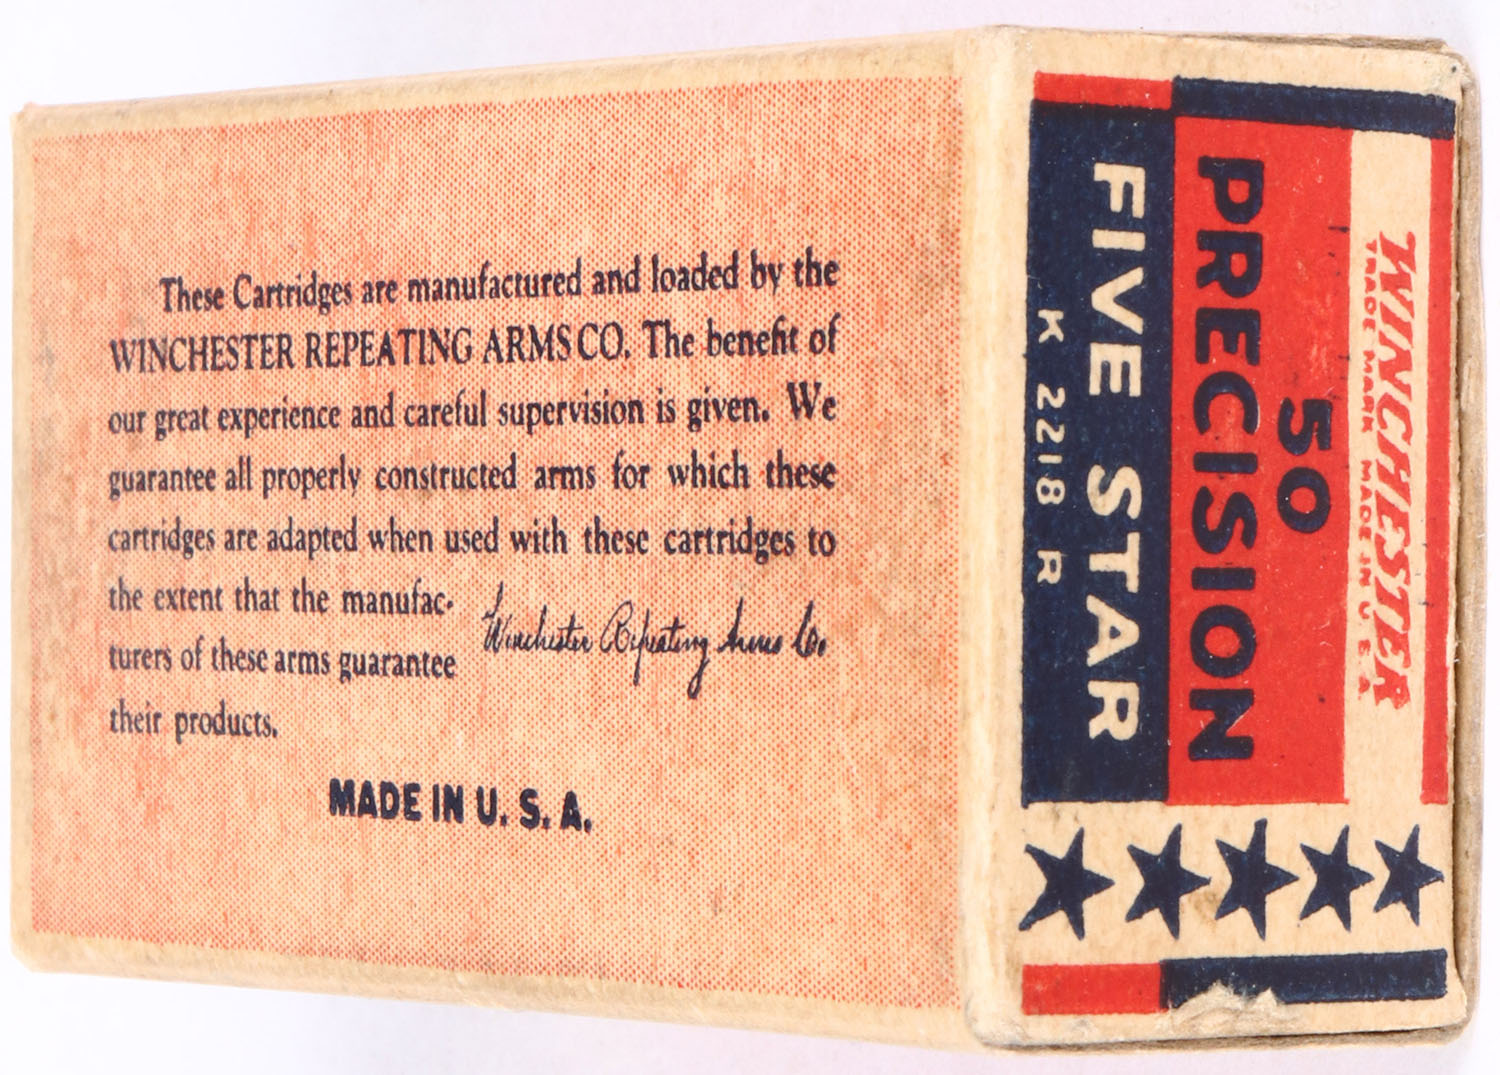 These Cartridges are manufactured and loaded by the
WINCHESTER REPEATING ARMS CO. The benefit of
our great experience and careful supervision is given. We
guarantee all properly constructed arms for which these
cartridges are adapted when used with these cartridges to
the extent that the manufac-
turers of these arms guarantee
their products.
Winchester Repeating Arms Co.
MADE IN U. S. A.
WINCHESTER
TRADE MARK MADE IN U.S.A.
50
PRECISION
FIVE STAR
K 2218 R